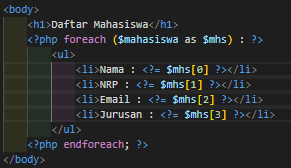 <body>
<h1>Daftar Mahasiswa</h1>
<?php foreach ($mahasiswa as $mhs) : ?>
<ul>
<li>Nama : <?= $mhs[0] ?></li>
<li>NRP : <?= $mhs[1] ?></li>
<li>Email : <?= $mhs[2] ?></li>
<li>Jurusan : <?= $mhs[3] ?></li>
</ul>
<?php endforeach; ?>
</body>